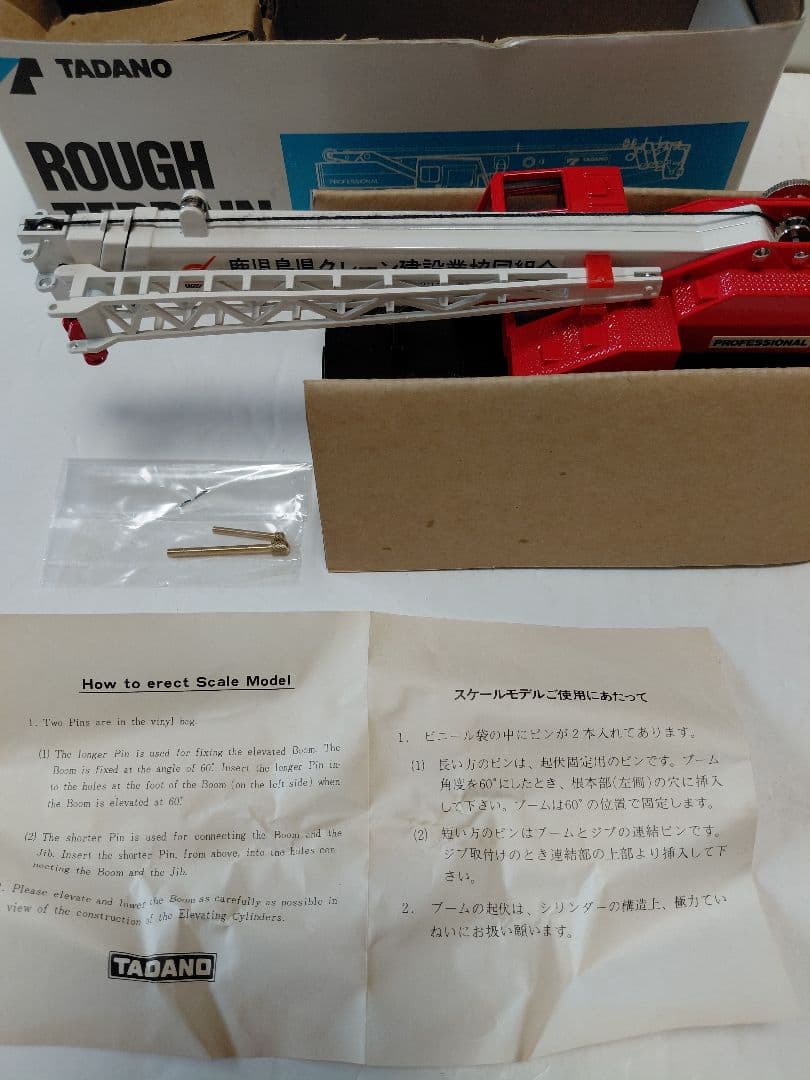 TADANO
ROUGH
TERRAIN
PROFESSIONAL
TADANO
鹿児島県クレーン建設業協同組合
PROFESSIONAL
How to erect Scale Model
1. Two Pins are in the vinyl bag.
(1) The longer Pin is used for fixing the elevated Boom. The
Boom is fixed at the angle of 60°. Insert the longer Pin in-
to the holes at the foot of the Boom (on the left side) when
the Boom is elevated at 60°.
(2) The shorter Pin is used for connecting the Boom and the
Jib. Insert the shorter Pin, from above, into the holes con-
necting the Boom and the Jib.
2. Please elevate and lower the Boom as carefully as possible in
view of the construction of the Elevating Cylinders.
TADANO
スケールモデルご使用にあたって
1. ビニール袋の中にピンが2本入れてあります。
(1) 長い方のピンは、起伏固定用のピンです。ブーム
角度を60°にしたとき、根本部(左側)の穴に挿入
して下さい。ブームは60°の位置で固定します。
(2) 短い方のピンはブームとジブの連結ピンです。
ジブ取付けのとき連結部の上部より挿入して下
さい。
2. ブームの起伏は、シリンダーの構造上、極力てい
ねいにお扱い願います。